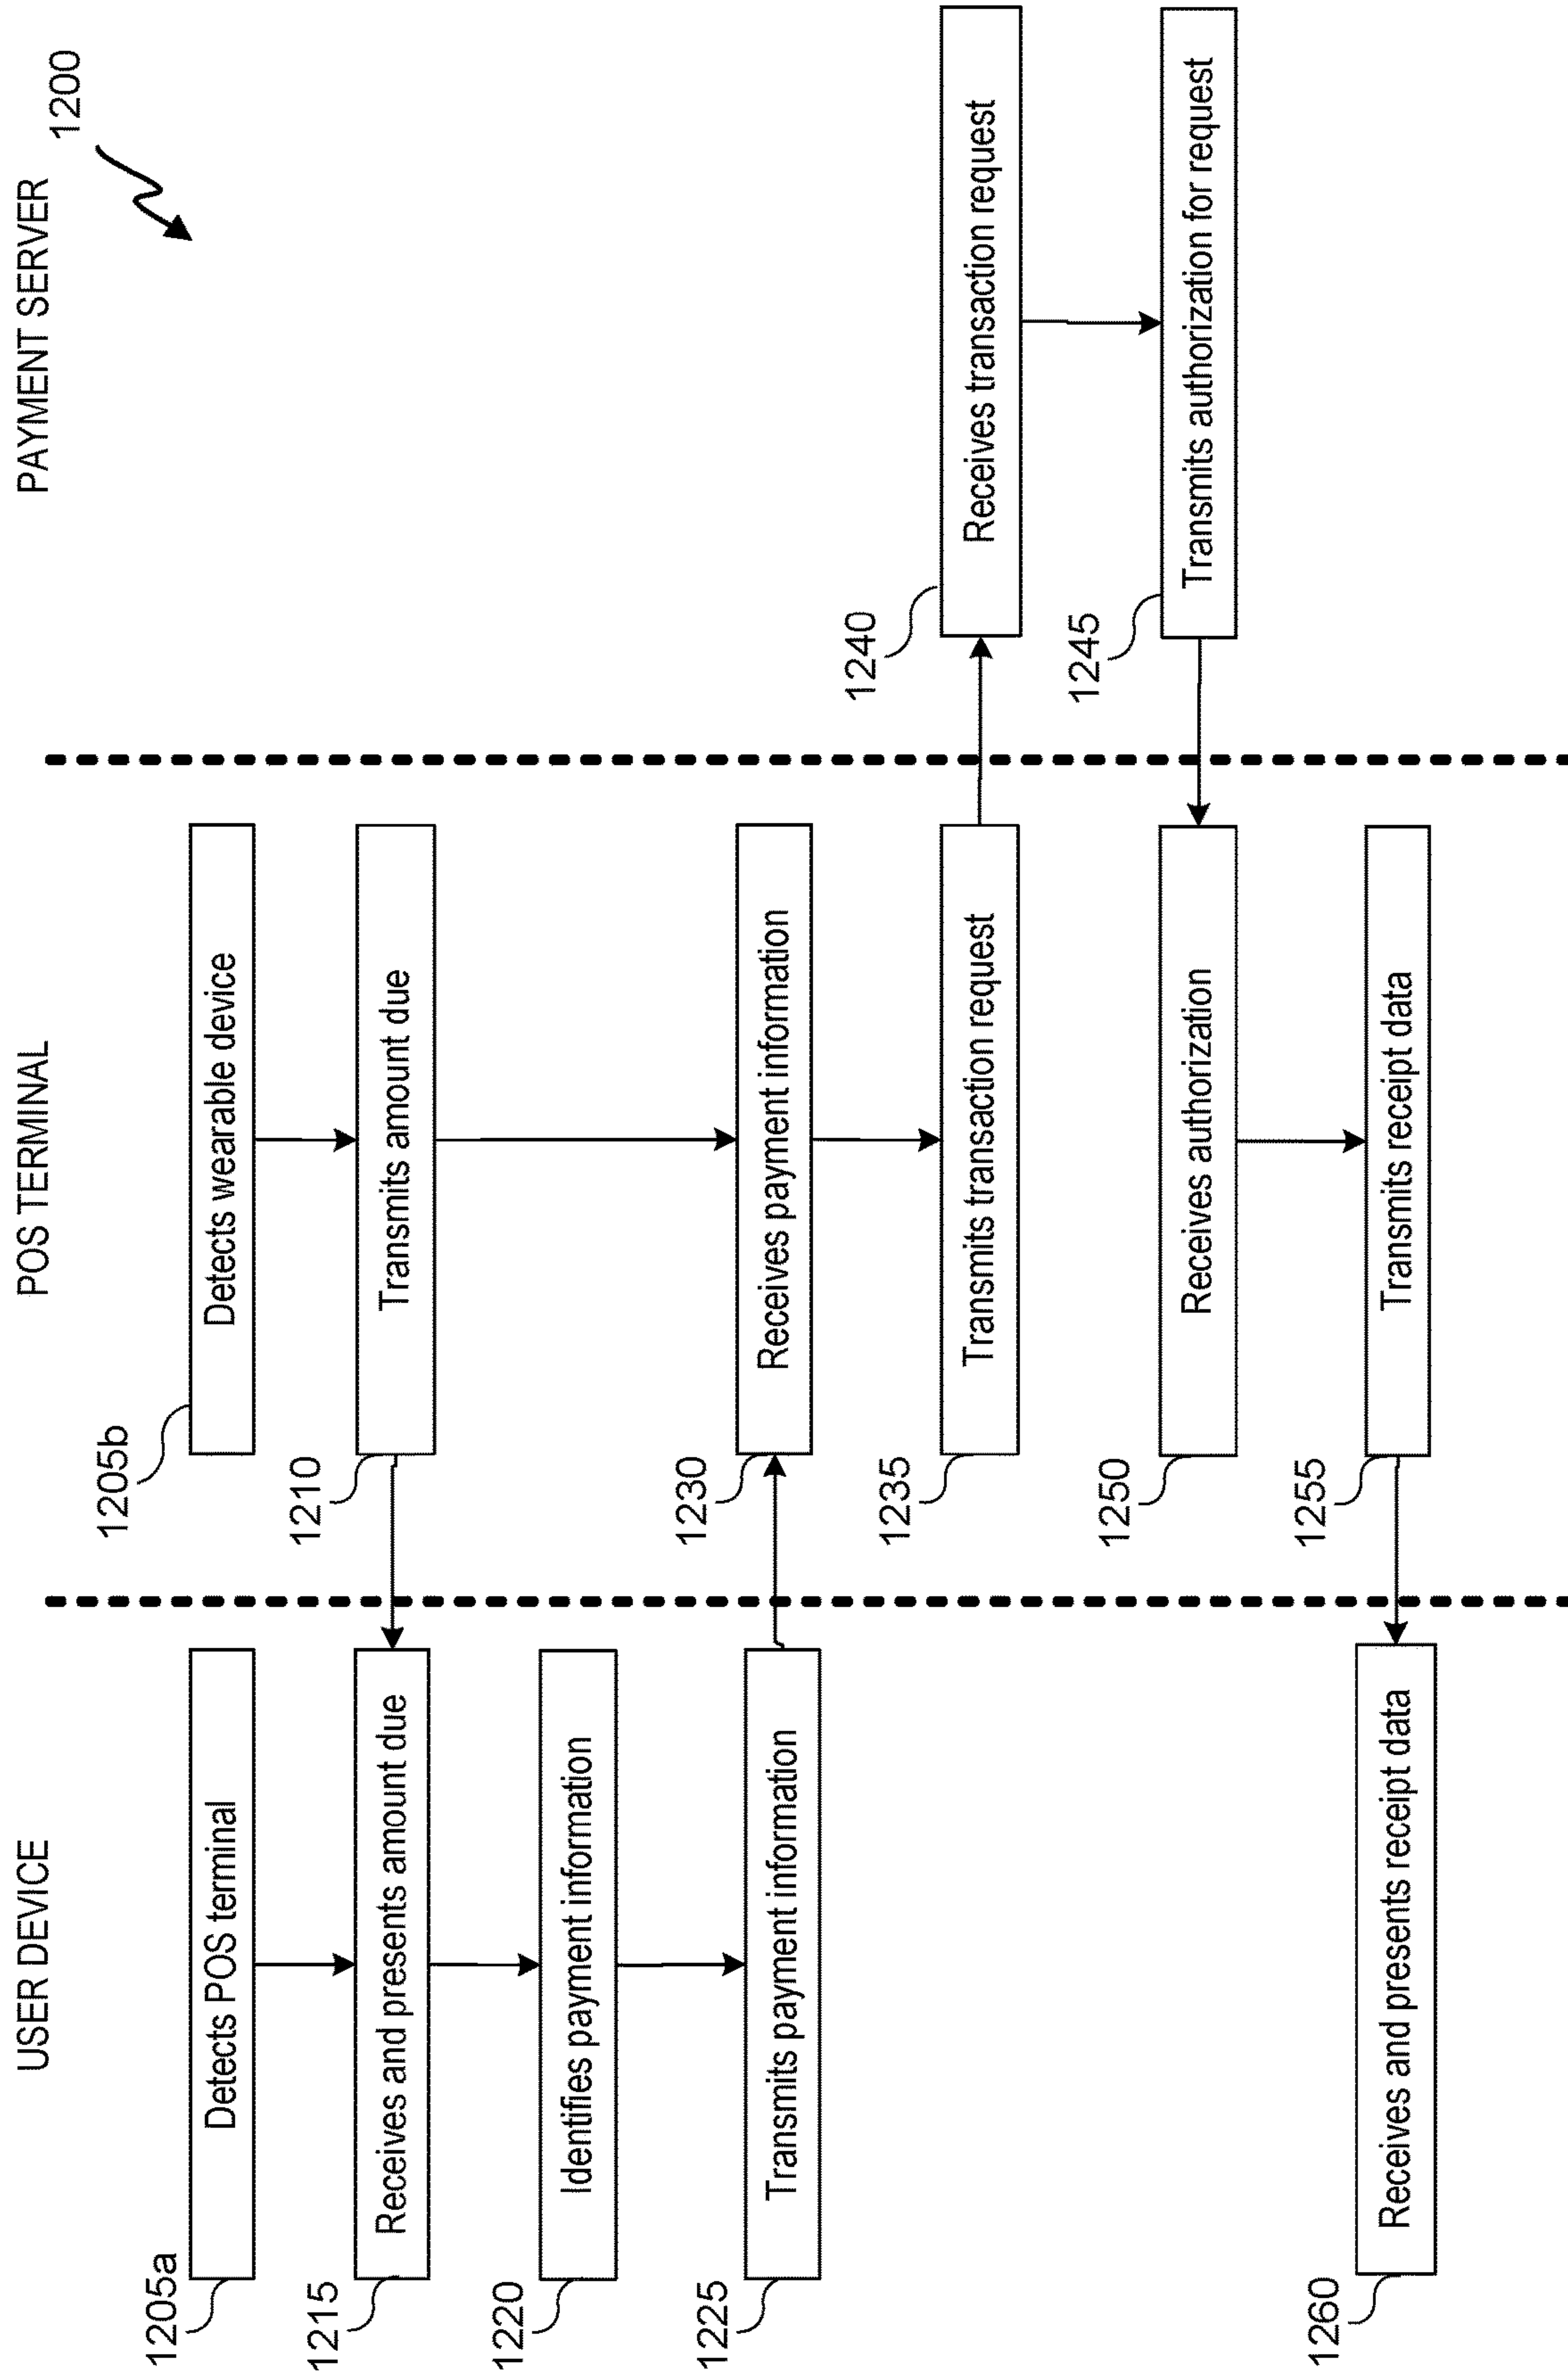 USER DEVICE
POS TERMINAL
PAYMENT SERVER
1200
1205a
Detects POS terminal
1205b
Detects wearable device
1210
Transmits amount due
1215
Receives and presents amount due
1220
Identifies payment information
1225
Transmits payment information
1230
Receives payment information
1235
Transmits transaction request
1240
Receives transaction request
1245
Transmits authorization for request
1250
Receives authorization
1255
Transmits receipt data
1260
Receives and presents receipt data